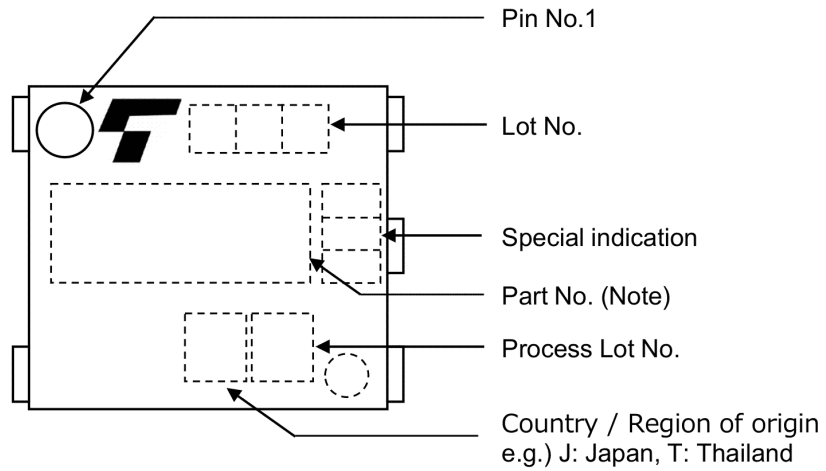 Pin No.1
Lot No.
Special indication
Part No. (Note)
Process Lot No.
Country / Region of origin
e.g.) J: Japan, T: Thailand